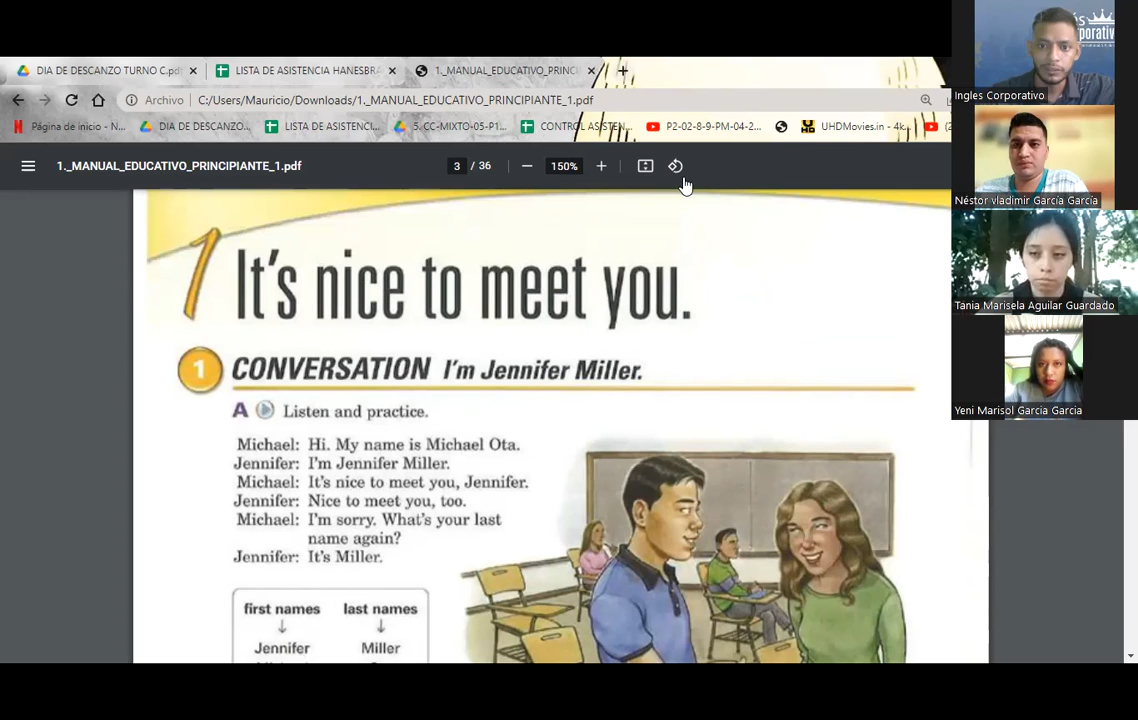 DIA DE DESCANZO TURNO C.pd
LISTA DE ASISTENCIA HANESBRA
1._MANUAL_EDUCATIVO_PRINCI
Archivo C:/Users/Mauricio/Downloads/1._MANUAL_EDUCATIVO_PRINCIPIANTE_1.pdf
Página de inicio - N...
DIA DE DESCANZO...
LISTA DE ASISTENCI...
5. CC-MIXTO-05-P1...
CONTROL ASISTEN...
P2-02-8-9-PM-04-2...
UHDMovies.in - 4k...
1._MANUAL_EDUCATIVO_PRINCIPIANTE_1.pdf
3 / 36
150%
1 It's nice to meet you.
1 CONVERSATION I'm Jennifer Miller.
A Listen and practice.
Michael: Hi. My name is Michael Ota.
Jennifer: I'm Jennifer Miller.
Michael: It's nice to meet you, Jennifer.
Jennifer: Nice to meet you, too.
Michael: I'm sorry. What's your last
name again?
Jennifer: It's Miller.
first names last names
↓ ↓
Jennifer Miller
Ingles Corporativo
Néstor vladimir García García
Tania Marisela Aguilar Guardado
Yeni Marisol Garcia Garcia